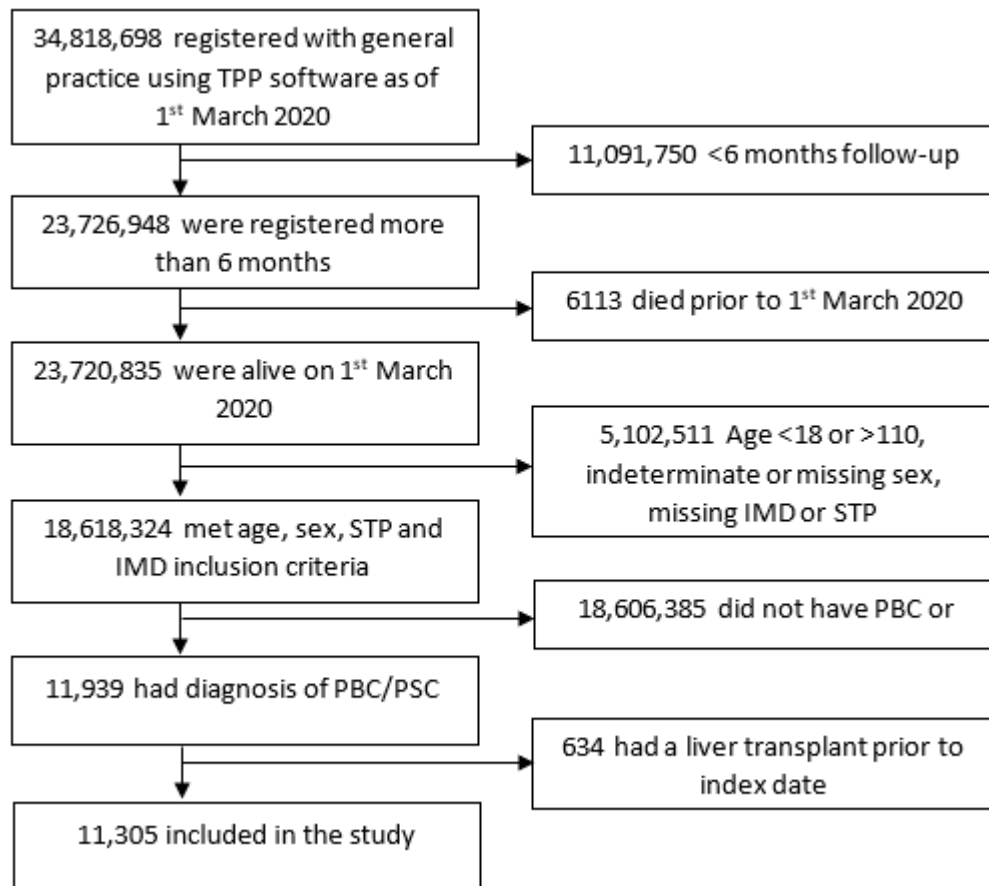 34,818,698 registered with general
practice using TPP software as of
1st March 2020
11,091,750 <6 months follow-up
23,726,948 were registered more
than 6 months
6113 died prior to 1st March 2020
23,720,835 were alive on 1st March
2020
5,102,511 Age <18 or >110,
indeterminate or missing sex,
missing IMD or STP
18,618,324 met age, sex, STP and
IMD inclusion criteria
18,606,385 did not have PBC or
11,939 had diagnosis of PBC/PSC
634 had a liver transplant prior to
index date
11,305 included in the study